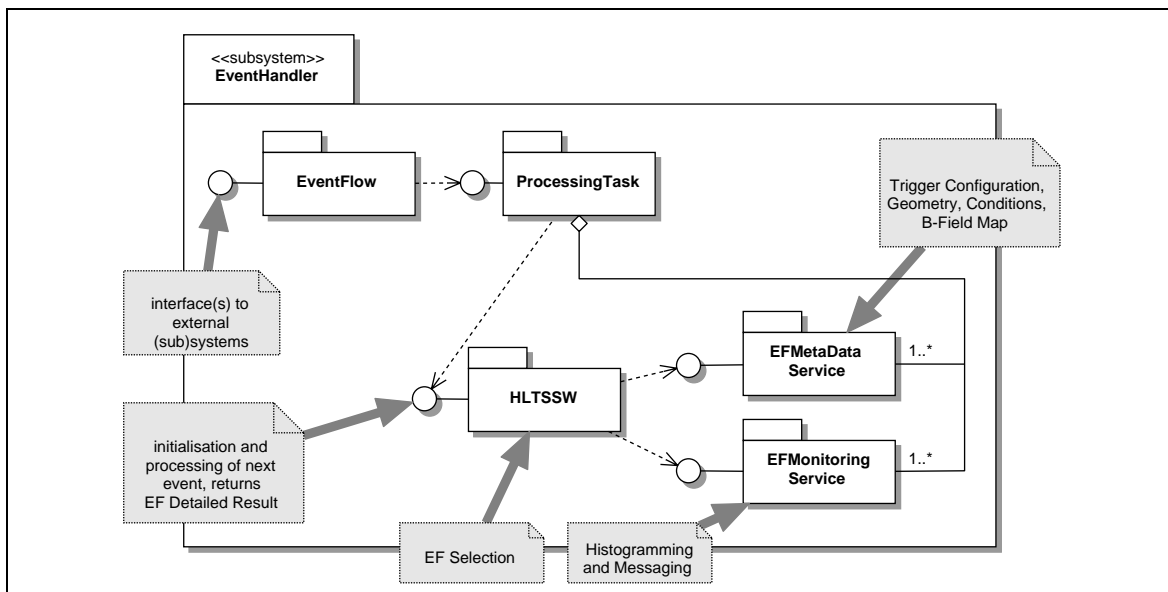 <<subsystem>>
EventHandler
EventFlow
ProcessingTask
Trigger Configuration,
Geometry, Conditions,
B-Field Map
interface(s) to
external
(sub)systems
EFMetaData
Service
1..*
HLTSSW
initialisation and
processing of next
event, returns
EF Detailed Result
EFMonitoring
Service
1..*
EF Selection
Histogramming
and Messaging